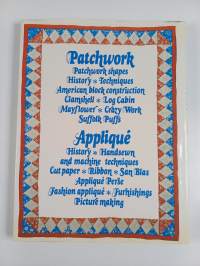 Patchwork
Patchwork shapes
History * Techniques
American block construction
Clamshell * Log Cabin
Mayflower * Crazy Work
Suffolk Puffs
Appliqué
History * Handsewn
and machine techniques
Cut paper * Ribbon * San Blas
Appliqué Perse
Fashion appliqué * Furnishings
Picture making